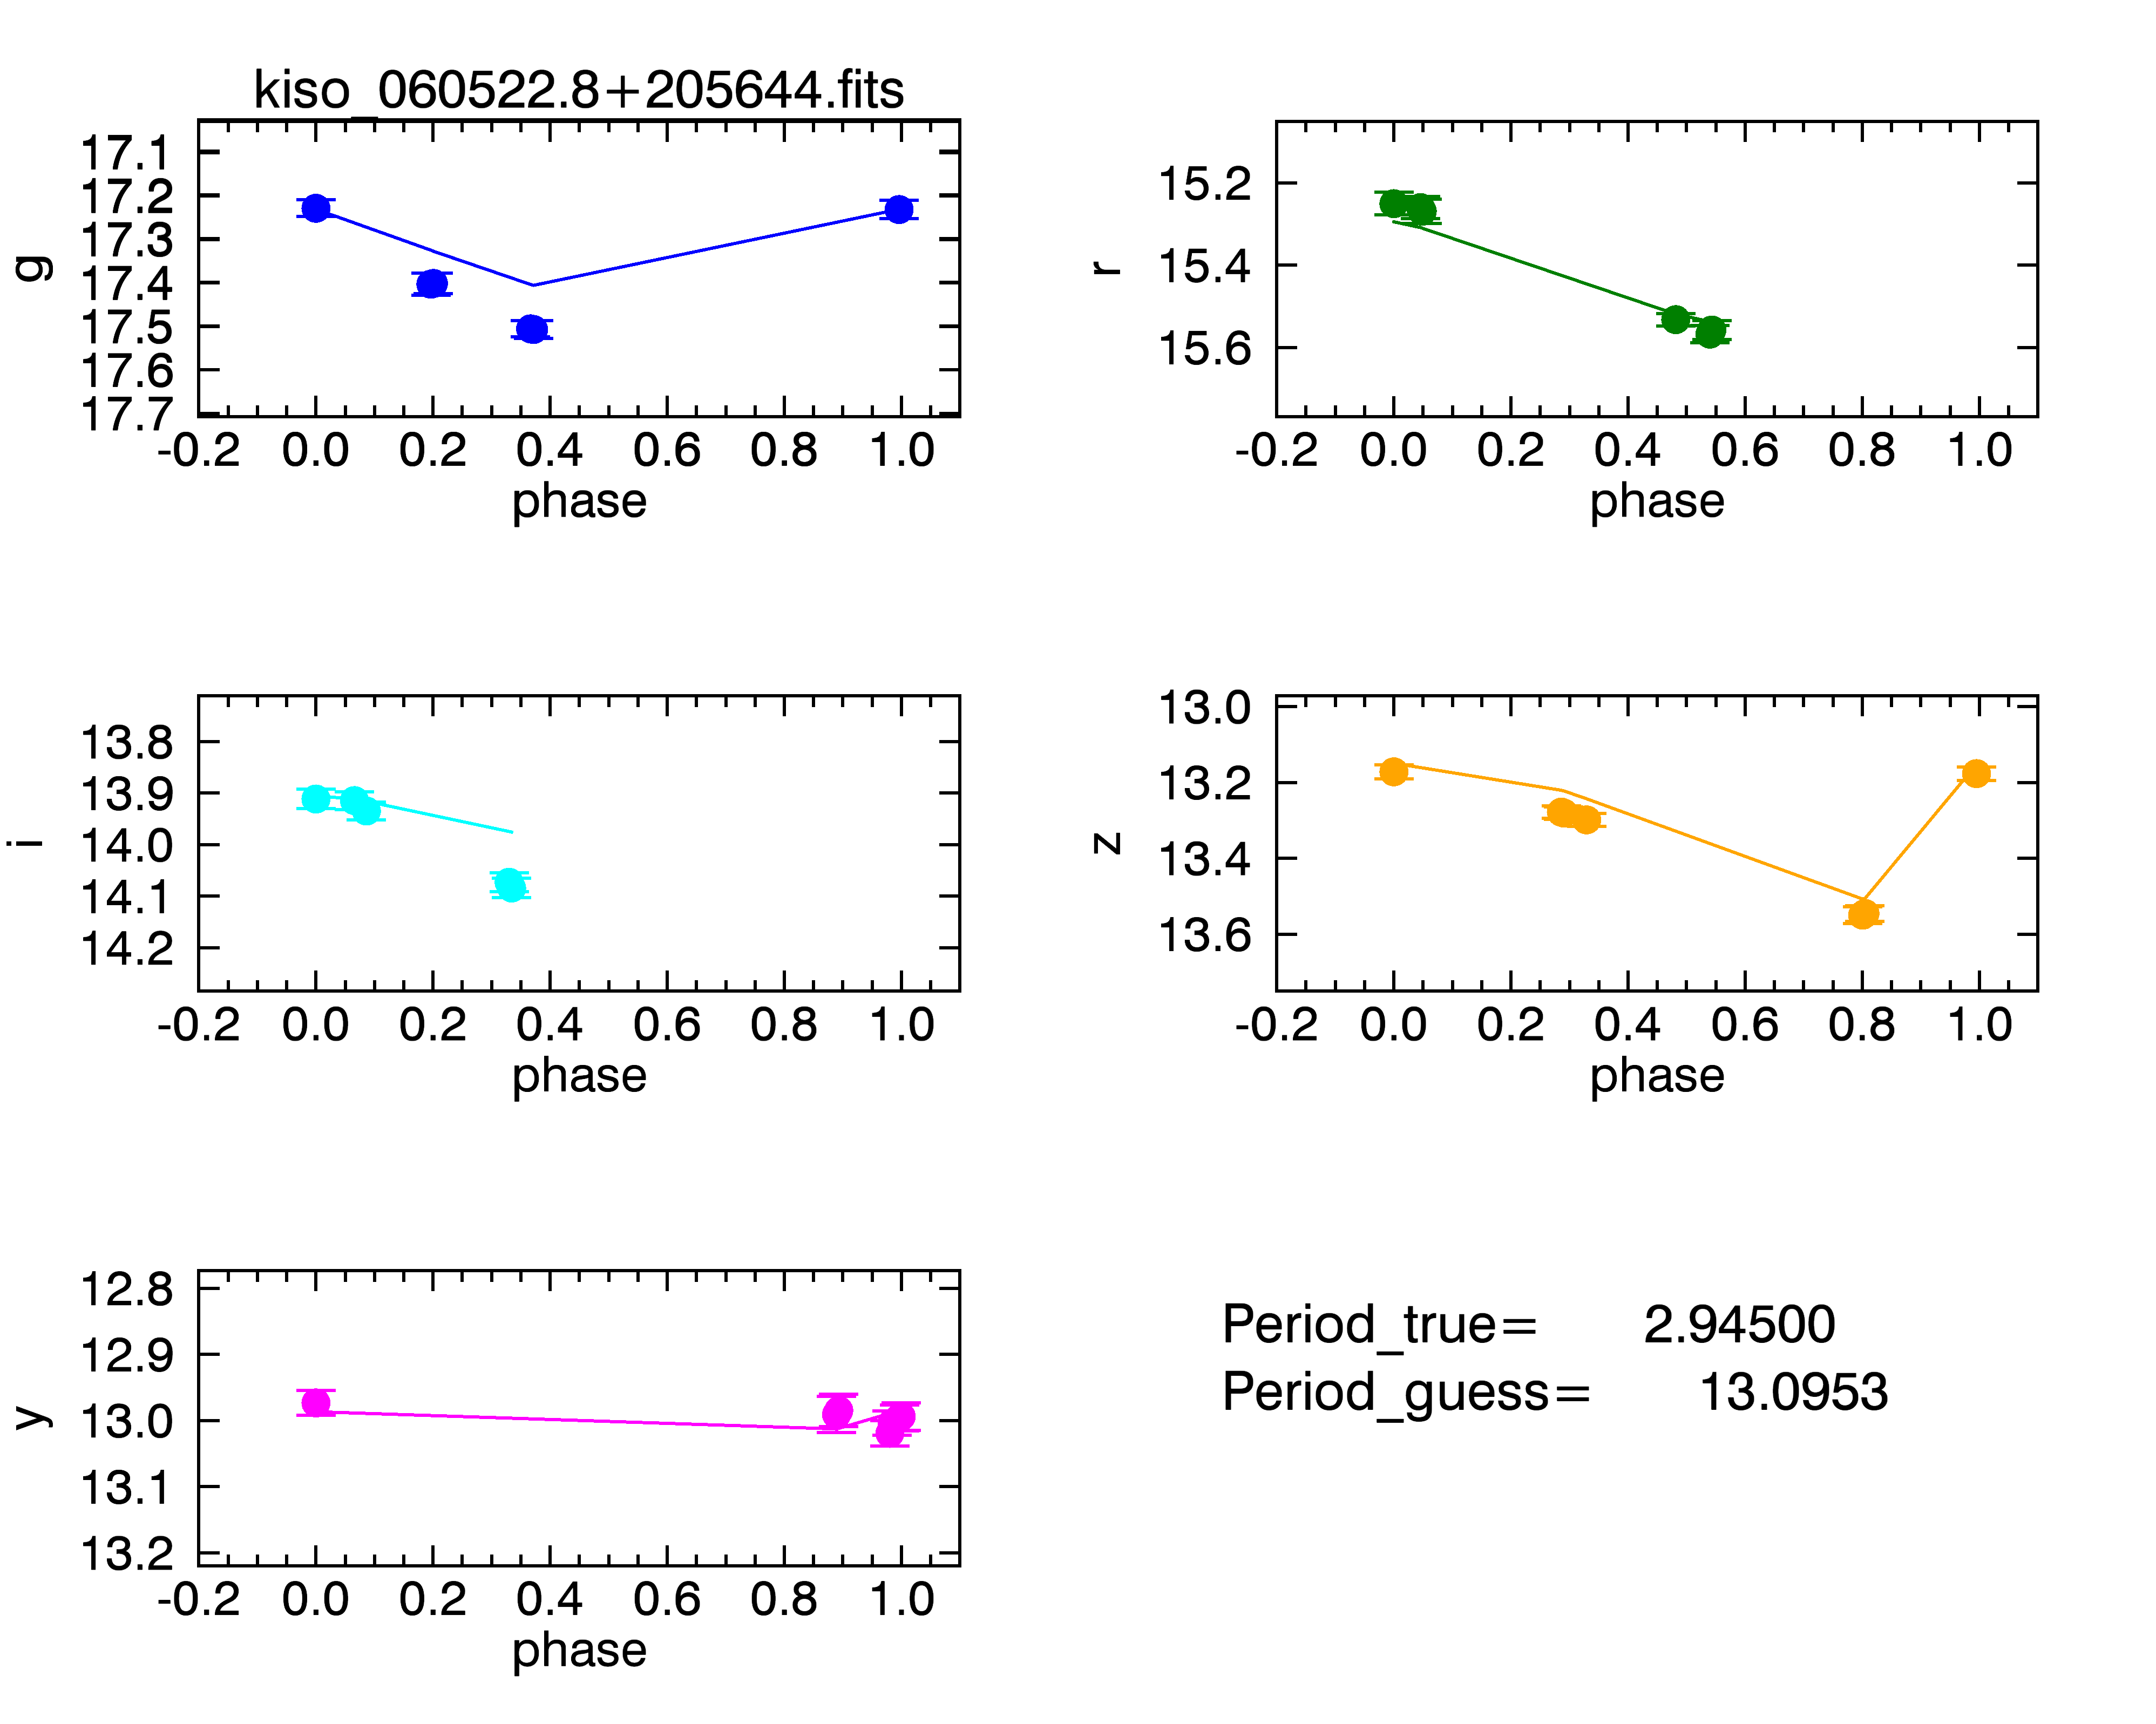 kiso_060522.8+205644.fits
g
17.1
17.2
17.3
17.4
17.5
17.6
17.7
-0.2 0.0 0.2 0.4 0.6 0.8 1.0
phase
r
15.2
15.4
15.6
-0.2 0.0 0.2 0.4 0.6 0.8 1.0
phase
i
13.8
13.9
14.0
14.1
14.2
-0.2 0.0 0.2 0.4 0.6 0.8 1.0
phase
z
13.0
13.2
13.4
13.6
-0.2 0.0 0.2 0.4 0.6 0.8 1.0
phase
y
12.8
12.9
13.0
13.1
13.2
-0.2 0.0 0.2 0.4 0.6 0.8 1.0
phase
Period_true= 2.94500
Period_guess= 13.0953